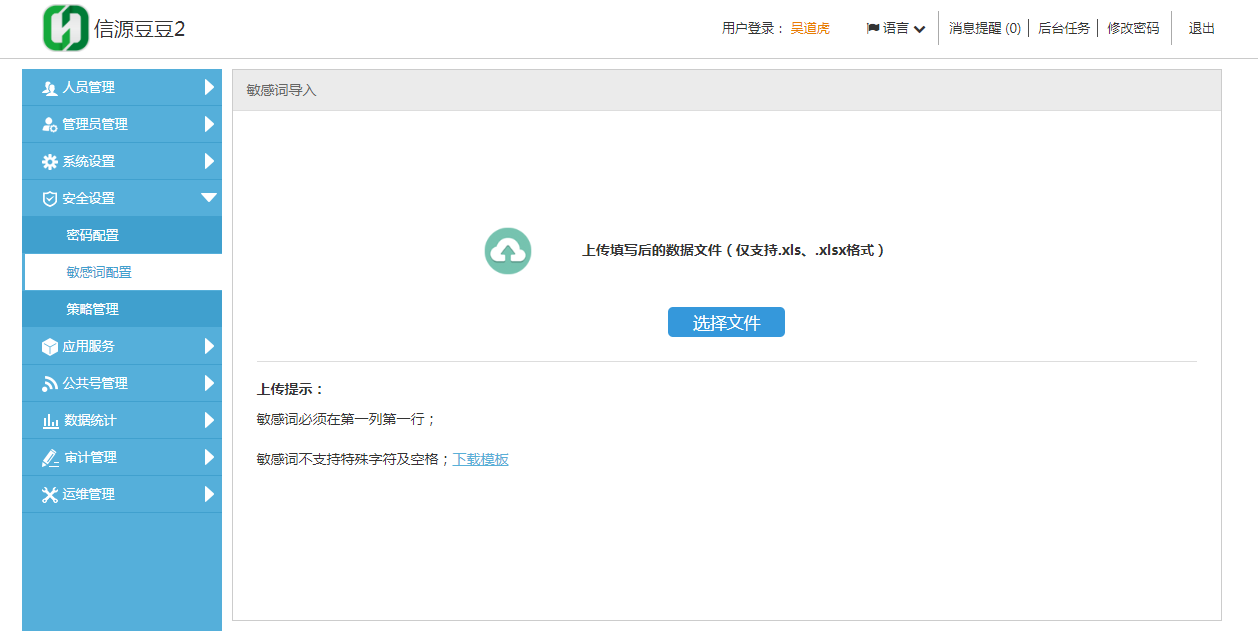 信源豆豆2
用户登录： 吴道虎 语言 消息提醒 (0) 后台任务 修改密码 退出
人员管理
管理员管理
系统设置
安全设置
密码配置
敏感词配置
策略管理
应用服务
公共号管理
数据统计
审计管理
运维管理
敏感词导入
上传填写后的数据文件（仅支持.xls、.xlsx格式）
选择文件
上传提示：
敏感词必须在第一列第一行；
敏感词不支持特殊字符及空格；下载模板